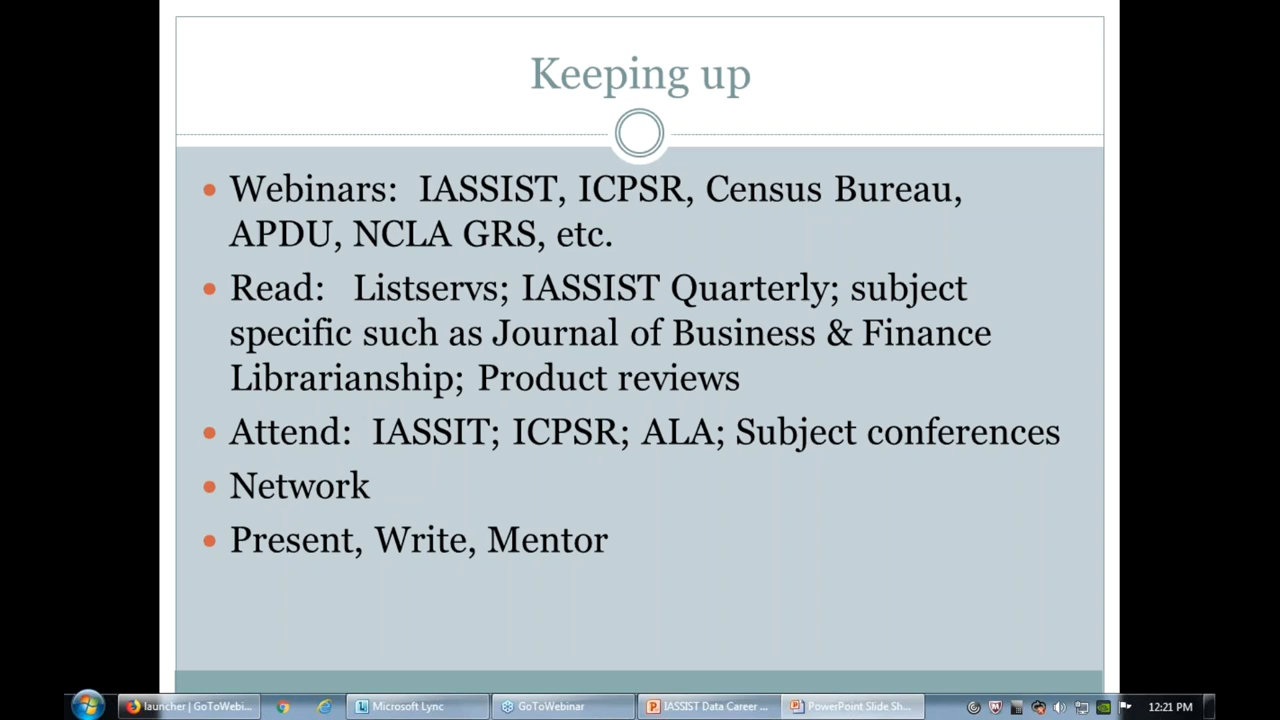 Keeping up
Webinars: IASSIST, ICPSR, Census Bureau,
APDU, NCLA GRS, etc.
Read: Listservs; IASSIST Quarterly; subject
specific such as Journal of Business & Finance
Librarianship; Product reviews
Attend: IASSIT; ICPSR; ALA; Subject conferences
Network
Present, Write, Mentor
launcher | GoToWebi...
Microsoft Lync
GoToWebinar
IASSIST Data Career ...
PowerPoint Slide Sh...
12:21 PM